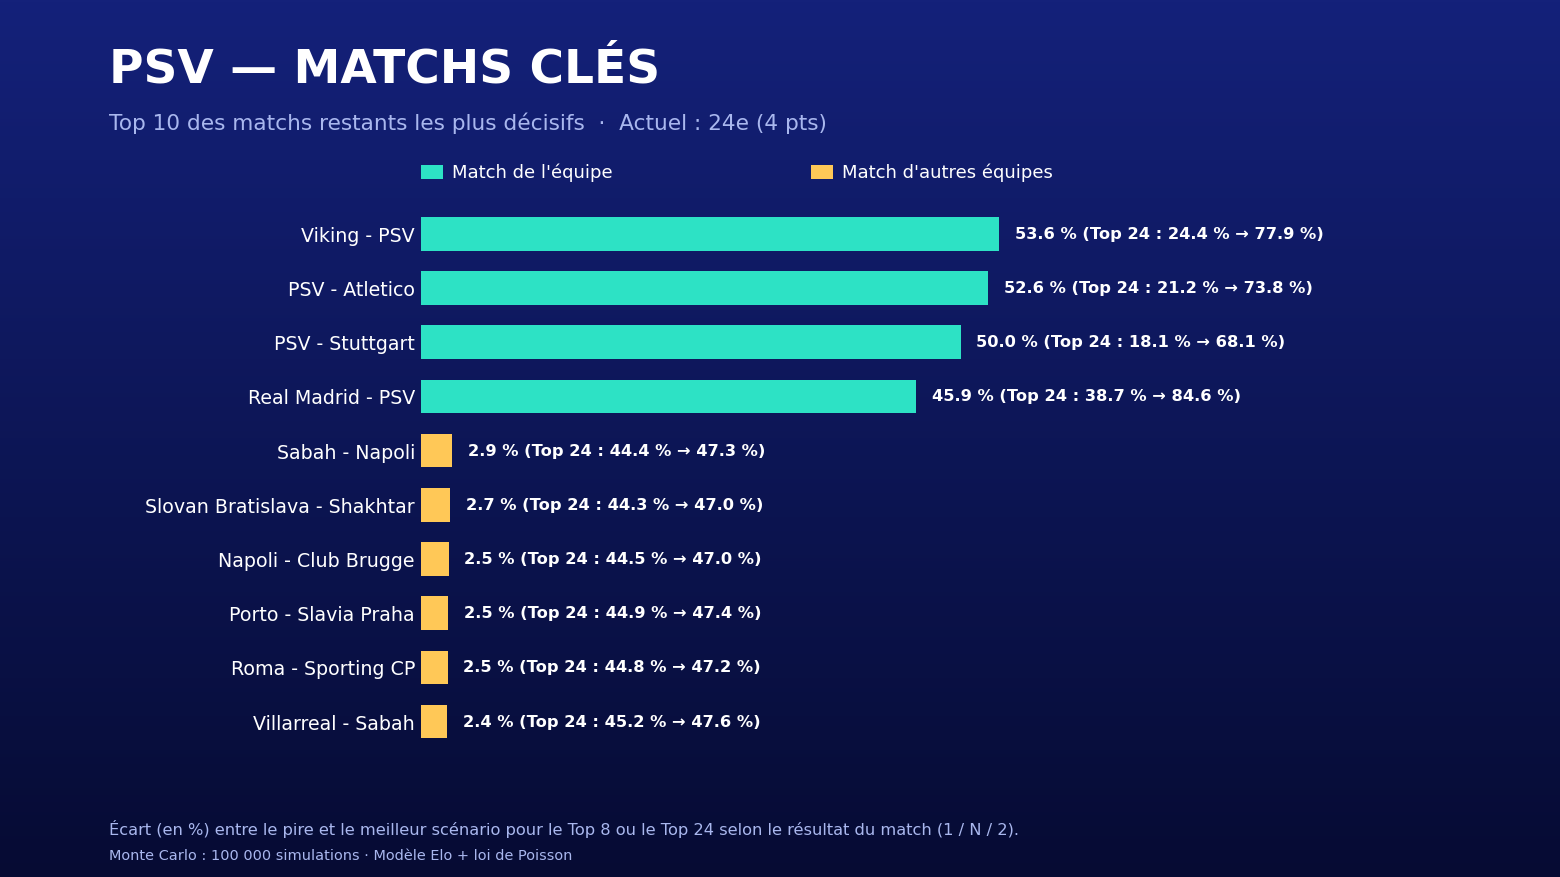 PSV — MATCHS CLÉS
Top 10 des matchs restants les plus décisifs · Actuel : 24e (4 pts)
Match de l'équipe
Match d'autres équipes
Viking - PSV 53.6 % (Top 24 : 24.4 % → 77.9 %)
PSV - Atletico 52.6 % (Top 24 : 21.2 % → 73.8 %)
PSV - Stuttgart 50.0 % (Top 24 : 18.1 % → 68.1 %)
Real Madrid - PSV 45.9 % (Top 24 : 38.7 % → 84.6 %)
Sabah - Napoli 2.9 % (Top 24 : 44.4 % → 47.3 %)
Slovan Bratislava - Shakhtar 2.7 % (Top 24 : 44.3 % → 47.0 %)
Napoli - Club Brugge 2.5 % (Top 24 : 44.5 % → 47.0 %)
Porto - Slavia Praha 2.5 % (Top 24 : 44.9 % → 47.4 %)
Roma - Sporting CP 2.5 % (Top 24 : 44.8 % → 47.2 %)
Villarreal - Sabah 2.4 % (Top 24 : 45.2 % → 47.6 %)
Écart (en %) entre le pire et le meilleur scénario pour le Top 8 ou le Top 24 selon le résultat du match (1 / N / 2).
Monte Carlo : 100 000 simulations · Modèle Elo + loi de Poisson